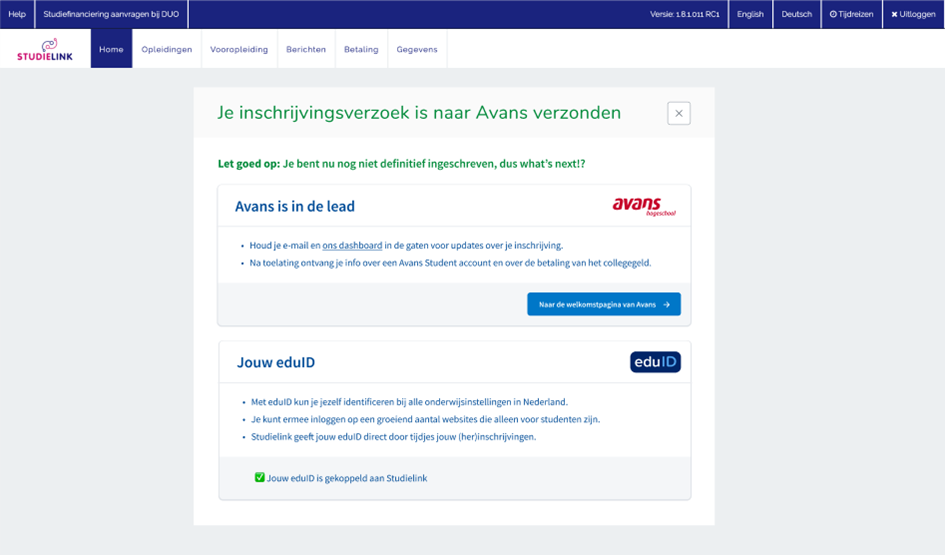 Help Studiefinanciering aanvragen bij DUO Versie: 1.8.1.011 RC1 English Deutsch Tijdreizen Uitloggen
STUDIELINK Home Opleidingen Vooropleiding Berichten Betaling Gegevens
Je inschrijvingsverzoek is naar Avans verzonden
Let goed op: Je bent nu nog niet definitief ingeschreven, dus what's next!?
Avans is in de lead
avans
hogeschool
• Houd je e-mail en ons dashboard in de gaten voor updates over je inschrijving.
• Na toelating ontvang je info over een Avans Student account en over de betaling van het collegegeld.
Naar de welkomstpagina van Avans →
Jouw eduID
eduID
• Met eduID kun je jezelf identificeren bij alle onderwijsinstellingen in Nederland.
• Je kunt ermee inloggen op een groeiend aantal websites die alleen voor studenten zijn.
• Studielink geeft jouw eduID direct door tijdjes jouw (her)inschrijvingen.
✅ Jouw eduID is gekoppeld aan Studielink